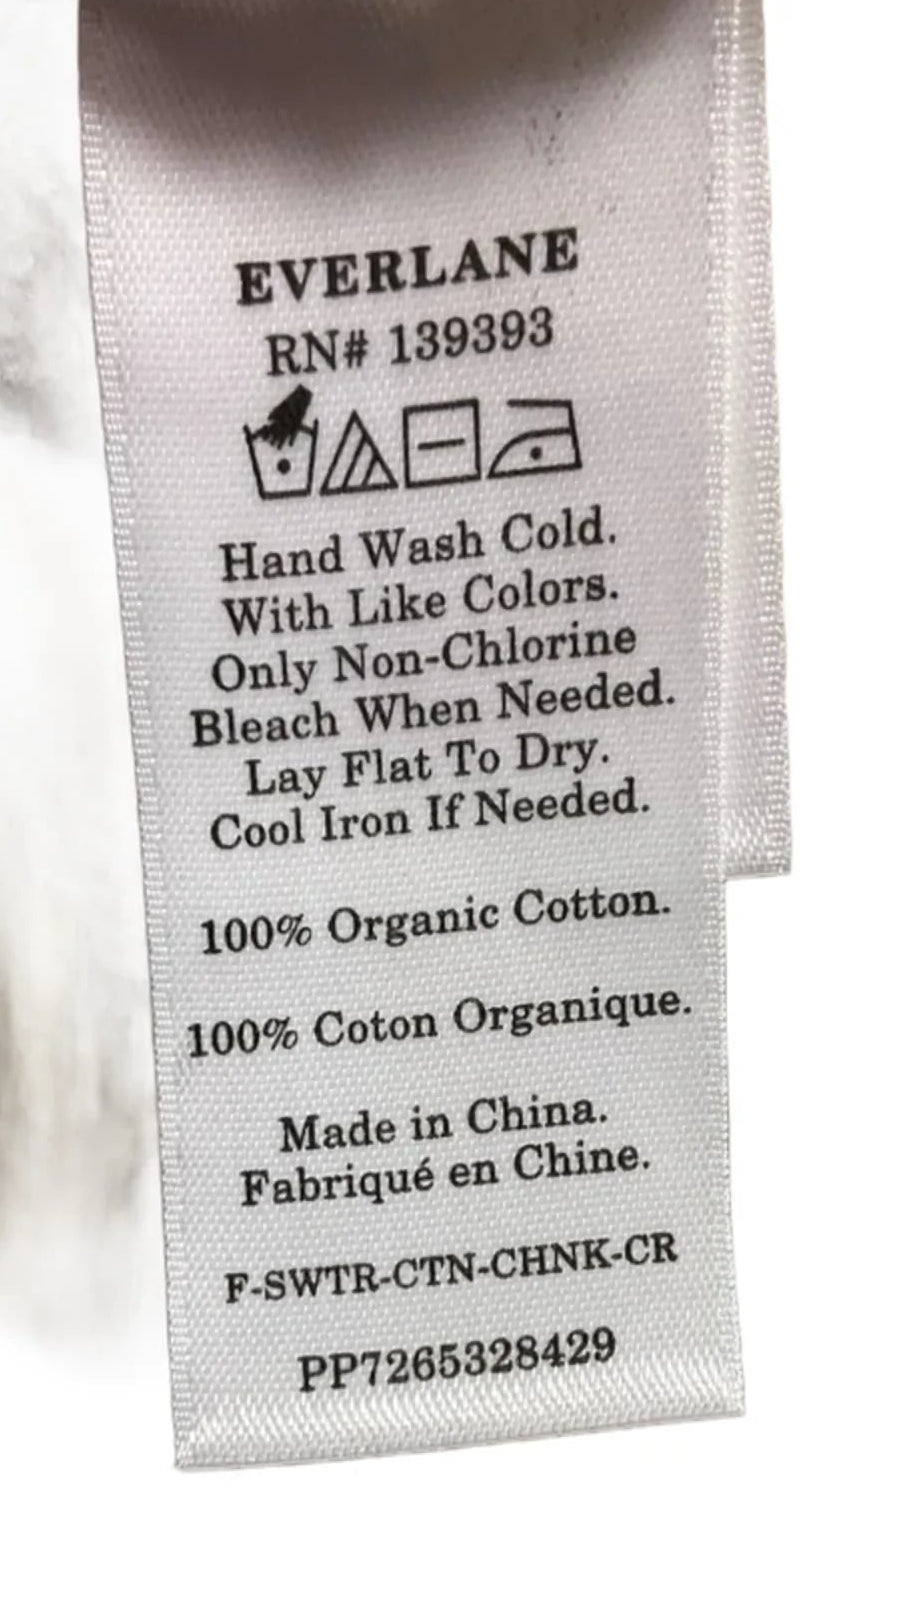 EVERLANE
RN# 139393
Hand Wash Cold.
With Like Colors.
Only Non-Chlorine
Bleach When Needed.
Lay Flat To Dry.
Cool Iron If Needed.
100% Organic Cotton.
100% Coton Organique.
Made in China.
Fabriqué en Chine.
F-SWTR-CTN-CHNK-CR
PP7265328429